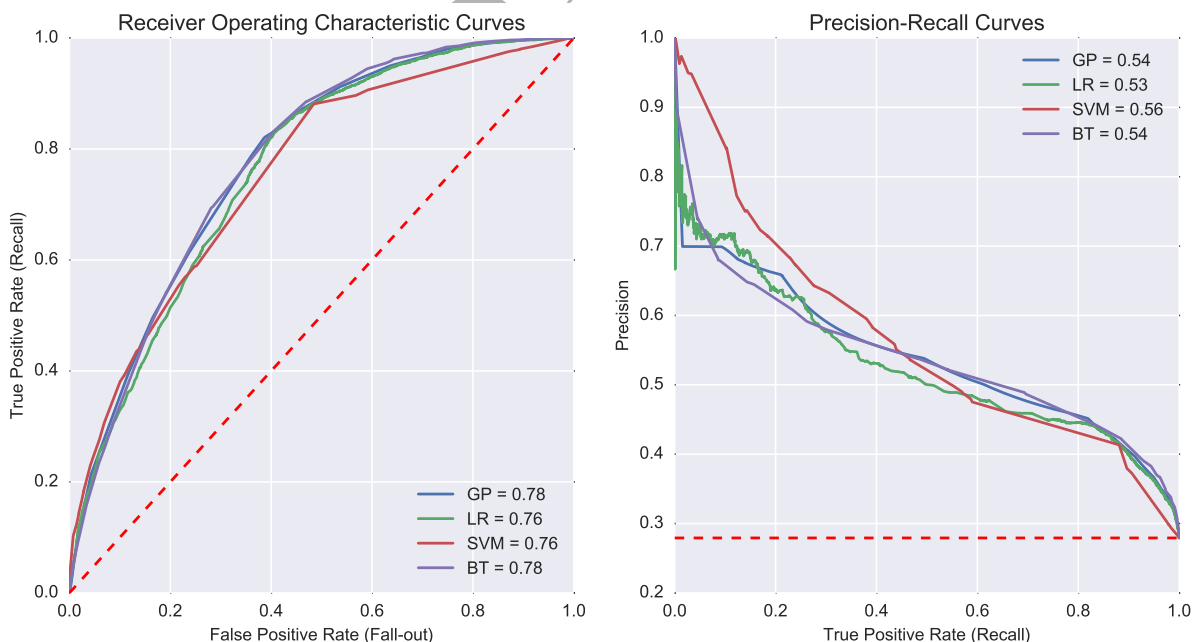 Receiver Operating Characteristic Curves
True Positive Rate (Recall)
1.0
0.8
0.6
0.4
0.2
0.0
GP = 0.78
LR = 0.76
SVM = 0.76
BT = 0.78
0.0 0.2 0.4 0.6 0.8 1.0
False Positive Rate (Fall-out)
Precision-Recall Curves
Precision
1.0
0.9
0.8
0.7
0.6
0.5
0.4
0.3
0.2
GP = 0.54
LR = 0.53
SVM = 0.56
BT = 0.54
0.0 0.2 0.4 0.6 0.8 1.0
True Positive Rate (Recall)